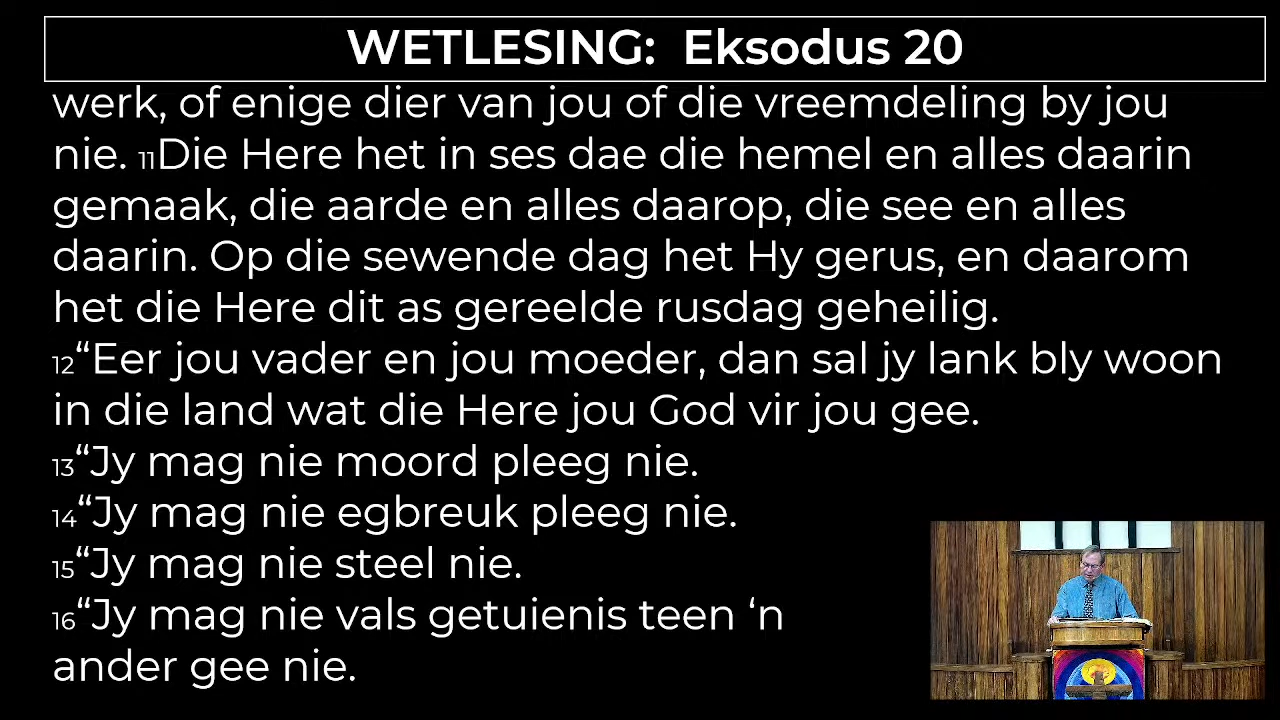 WETLESING: Eksodus 20
werk, of enige dier van jou of die vreemdeling by jou
nie. 11Die Here het in ses dae die hemel en alles daarin
gemaak, die aarde en alles daarop, die see en alles
daarin. Op die sewende dag het Hy gerus, en daarom
het die Here dit as gereelde rusdag geheilig.
12“Eer jou vader en jou moeder, dan sal jy lank bly woon
in die land wat die Here jou God vir jou gee.
13“Jy mag nie moord pleeg nie.
14“Jy mag nie egbreuk pleeg nie.
15“Jy mag nie steel nie.
16“Jy mag nie vals getuienis teen ‘n
ander gee nie.